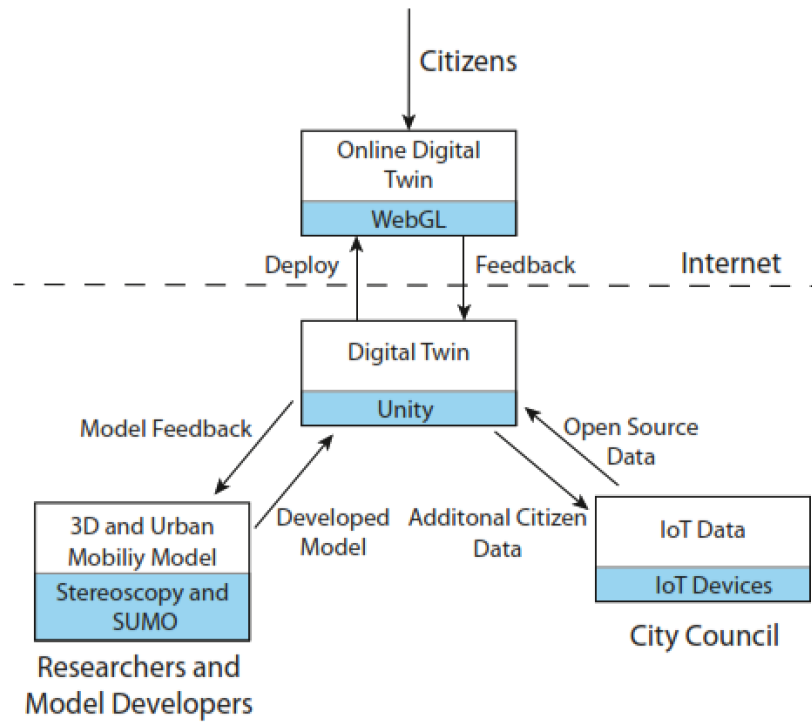 Citizens
Online Digital
Twin
WebGL
Deploy
Feedback
Internet
Digital Twin
Unity
Model Feedback
Open Source
Data
Developed
Model
Additonal Citizen
Data
3D and Urban
Mobiliy Model
Stereoscopy and
SUMO
IoT Data
IoT Devices
Researchers and
Model Developers
City Council